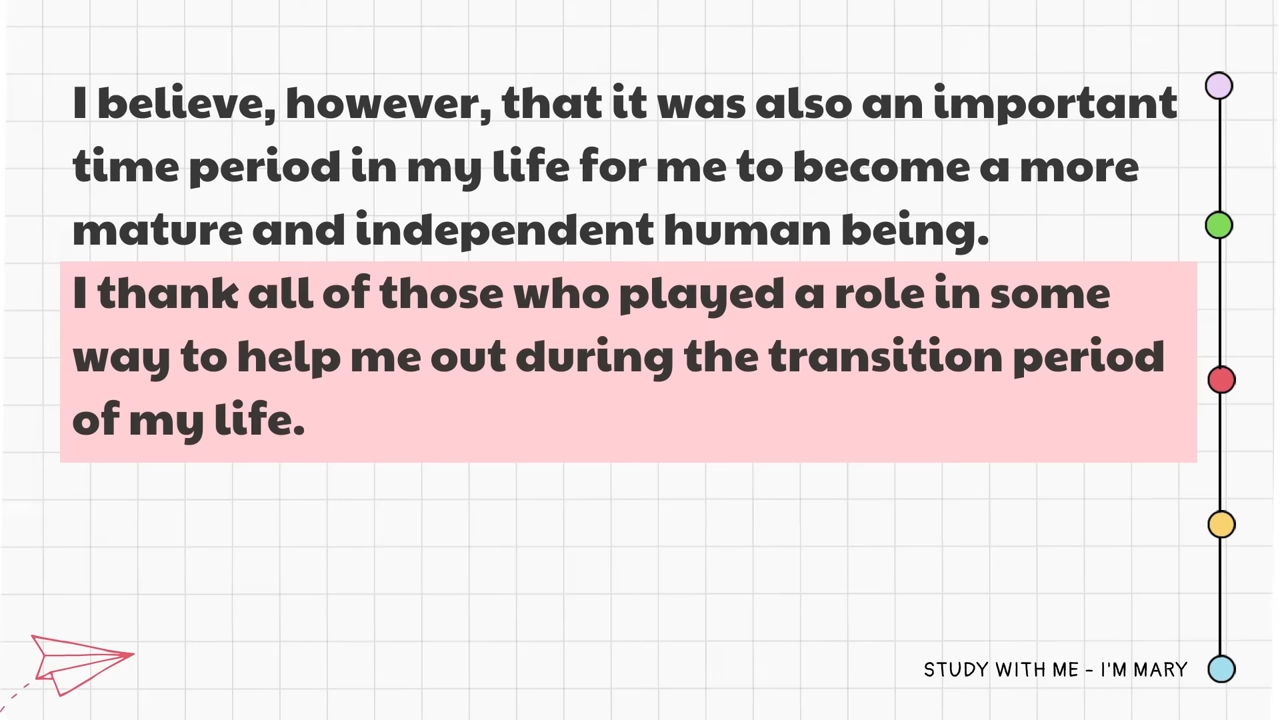 I believe, however, that it was also an important
time period in my life for me to become a more
mature and independent human being.
I thank all of those who played a role in some
way to help me out during the transition period
of my life.
STUDY WITH ME - I'M MARY